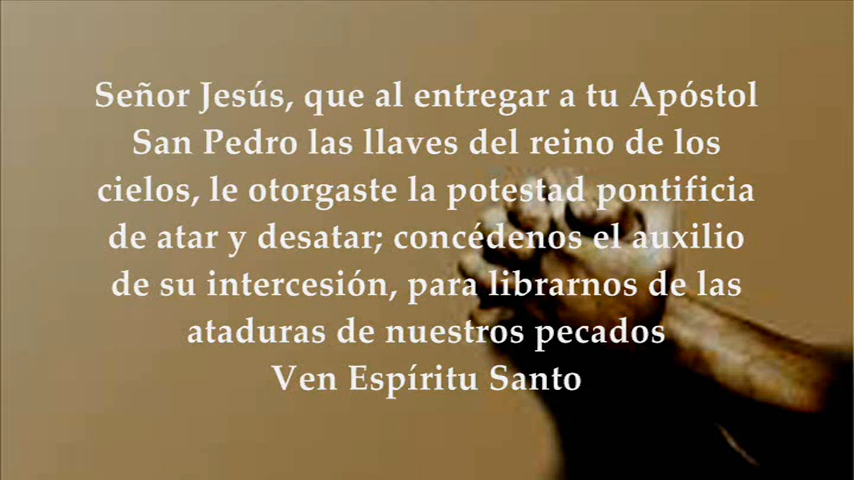 Señor Jesús, que al entregar a tu Apóstol
San Pedro las llaves del reino de los
cielos, le otorgaste la potestad pontificia
de atar y desatar; concédenos el auxilio
de su intercesión, para librarnos de las
ataduras de nuestros pecados
Ven Espíritu Santo